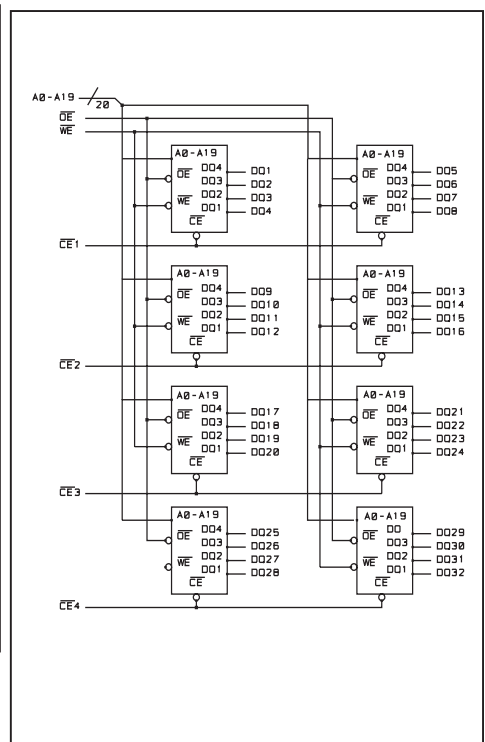 A0-A19 20
OE
WE
A0-A19 A0-A19
OE DQ4 DQ1 OE DQ4 DQ5
DQ3 DQ2 DQ3 DQ6
WE DQ2 DQ3 WE DQ2 DQ7
DQ1 DQ4 DQ1 DQ8
CE CE
CE1
A0-A19 A0-A19
OE DQ4 DQ9 OE DQ4 DQ13
DQ3 DQ10 DQ3 DQ14
WE DQ2 DQ11 WE DQ2 DQ15
DQ1 DQ12 DQ1 DQ16
CE CE
CE2
A0-A19 A0-A19
OE DQ4 DQ17 OE DQ4 DQ21
DQ3 DQ18 DQ3 DQ22
WE DQ2 DQ19 WE DQ2 DQ23
DQ1 DQ20 DQ1 DQ24
CE CE
CE3
A0-A19 A0-A19
OE DQ4 DQ25 OE DQ DQ29
DQ3 DQ26 DQ3 DQ30
WE DQ2 DQ27 WE DQ2 DQ31
DQ1 DQ28 DQ1 DQ32
CE CE
CE4